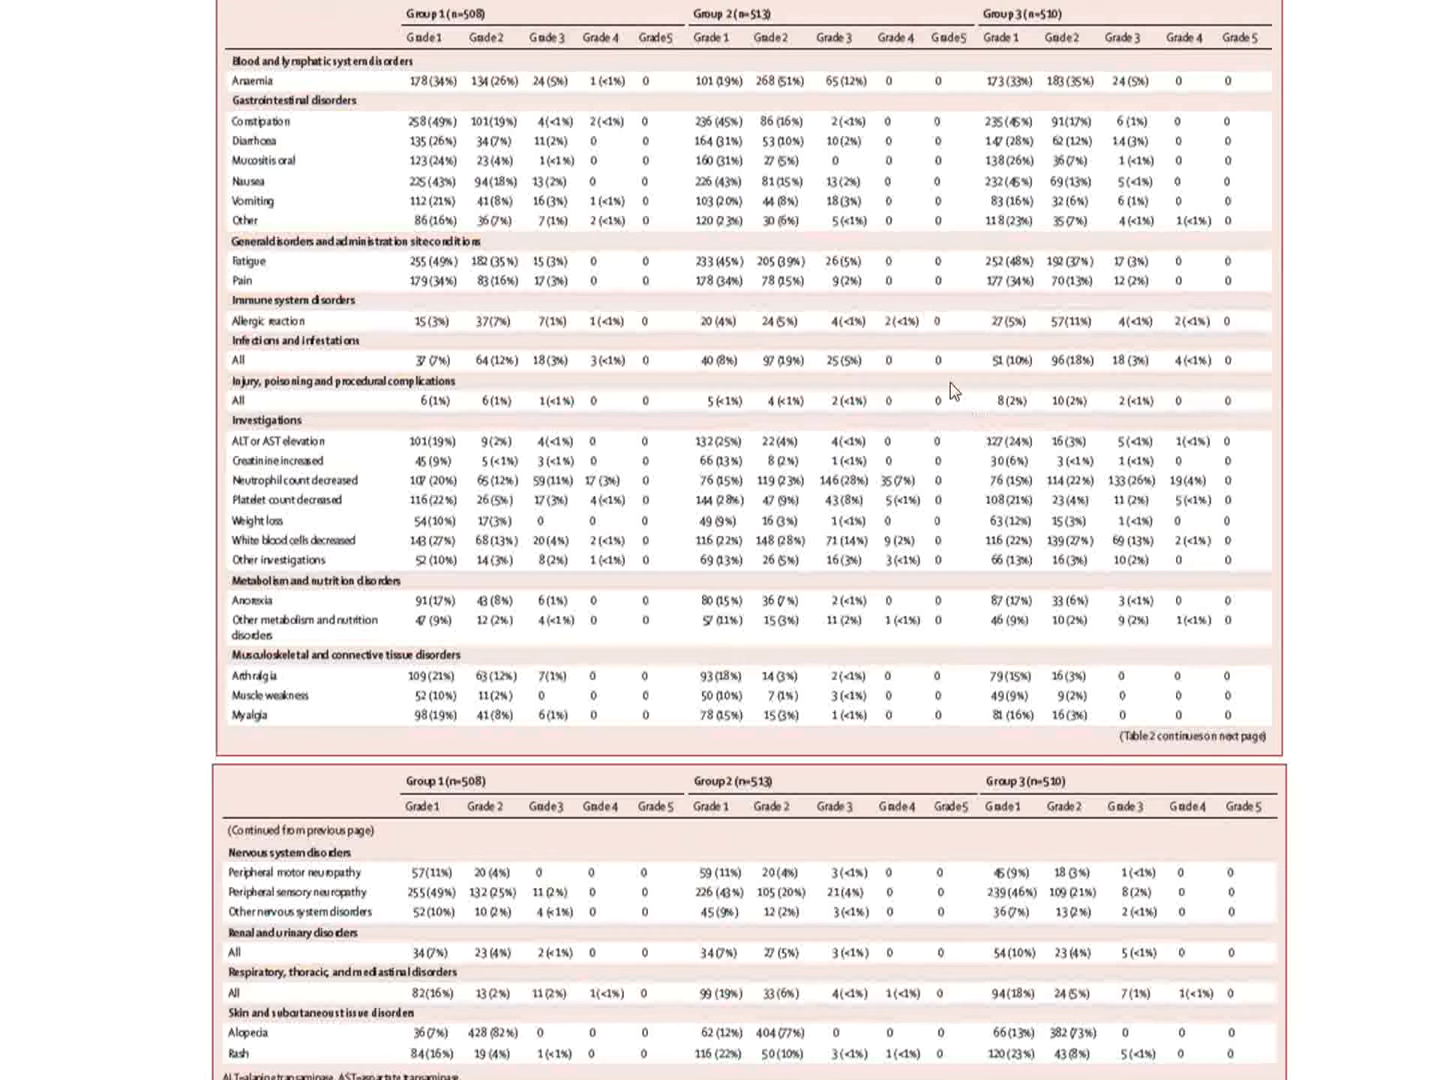 Group 1 (n=508) Group 2 (n=513) Group 3 (n=510)
Grade 1 Grade 2 Grade 3 Grade 4 Grade 5 Grade 1 Grade 2 Grade 3 Grade 4 Grade 5 Grade 1 Grade 2 Grade 3 Grade 4 Grade 5
Blood and lymphatic system disorders
Anaemia 178 (34%) 134 (26%) 24 (5%) 1 (<1%) 0 101 (19%) 268 (51%) 65 (12%) 0 0 173 (33%) 183 (35%) 24 (5%) 0 0
Gastrointestinal disorders
Constipation 258 (49%) 101 (19%) 4 (<1%) 2 (<1%) 0 236 (45%) 86 (16%) 2 (<1%) 0 0 235 (45%) 91 (17%) 6 (1%) 0 0
Diarrhoea 135 (26%) 34 (7%) 11 (2%) 0 0 164 (31%) 53 (10%) 10 (2%) 0 0 147 (28%) 62 (12%) 14 (3%) 0 0
Mucositis oral 123 (24%) 23 (4%) 1 (<1%) 0 0 160 (31%) 27 (5%) 0 0 0 138 (26%) 36 (7%) 1 (<1%) 0 0
Nausea 225 (43%) 94 (18%) 13 (2%) 0 0 226 (43%) 81 (15%) 13 (2%) 0 0 232 (45%) 69 (13%) 5 (<1%) 0 0
Vomiting 112 (21%) 41 (8%) 16 (3%) 1 (<1%) 0 103 (20%) 44 (8%) 18 (3%) 0 0 83 (16%) 32 (6%) 6 (1%) 0 0
Other 86 (16%) 36 (7%) 7 (1%) 2 (<1%) 0 120 (23%) 30 (6%) 5 (<1%) 0 0 118 (23%) 35 (7%) 4 (<1%) 1 (<1%) 0
General disorders and administration site conditions
Fatigue 255 (49%) 182 (35%) 15 (3%) 0 0 233 (45%) 205 (39%) 26 (5%) 0 0 252 (48%) 192 (37%) 17 (3%) 0 0
Pain 179 (34%) 83 (16%) 17 (3%) 0 0 178 (34%) 78 (15%) 9 (2%) 0 0 177 (34%) 70 (13%) 12 (2%) 0 0
Immune system disorders
Allergic reaction 15 (3%) 37 (7%) 7 (1%) 1 (<1%) 0 20 (4%) 24 (5%) 4 (<1%) 2 (<1%) 0 27 (5%) 57 (11%) 4 (<1%) 2 (<1%) 0
Infections and infestations
All 37 (7%) 64 (12%) 18 (3%) 3 (<1%) 0 40 (8%) 97 (19%) 25 (5%) 0 0 51 (10%) 96 (18%) 18 (3%) 4 (<1%) 0
Injury, poisoning and procedural complications
All 6 (1%) 6 (1%) 1 (<1%) 0 0 5 (<1%) 4 (<1%) 2 (<1%) 0 0 8 (2%) 10 (2%) 2 (<1%) 0 0
Investigations
ALT or AST elevation 101 (19%) 9 (2%) 4 (<1%) 0 0 132 (25%) 22 (4%) 4 (<1%) 0 0 127 (24%) 16 (3%) 5 (<1%) 1 (<1%) 0
Creatinine increased 45 (9%) 5 (<1%) 3 (<1%) 0 0 66 (13%) 8 (2%) 1 (<1%) 0 0 30 (6%) 3 (<1%) 1 (<1%) 0 0
Neutrophil count decreased 107 (20%) 65 (12%) 59 (11%) 17 (3%) 0 76 (15%) 119 (23%) 146 (28%) 35 (7%) 0 76 (15%) 114 (22%) 133 (26%) 19 (4%) 0
Platelet count decreased 116 (22%) 26 (5%) 17 (3%) 4 (<1%) 0 144 (28%) 47 (9%) 43 (8%) 5 (<1%) 0 108 (21%) 23 (4%) 11 (2%) 5 (<1%) 0
Weight loss 54 (10%) 17 (3%) 0 0 0 49 (9%) 16 (3%) 1 (<1%) 0 0 63 (12%) 15 (3%) 1 (<1%) 0 0
White blood cells decreased 143 (27%) 68 (13%) 20 (4%) 2 (<1%) 0 116 (22%) 148 (28%) 71 (14%) 9 (2%) 0 116 (22%) 139 (27%) 69 (13%) 2 (<1%) 0
Other investigations 52 (10%) 14 (3%) 8 (2%) 1 (<1%) 0 69 (13%) 26 (5%) 16 (3%) 3 (<1%) 0 66 (13%) 16 (3%) 10 (2%) 0 0
Metabolism and nutrition disorders
Anorexia 91 (17%) 43 (8%) 6 (1%) 0 0 80 (15%) 36 (7%) 2 (<1%) 0 0 87 (17%) 33 (6%) 3 (<1%) 0 0
Other metabolism and nutrition 47 (9%) 12 (2%) 4 (<1%) 0 0 57 (11%) 15 (3%) 11 (2%) 1 (<1%) 0 46 (9%) 10 (2%) 9 (2%) 1 (<1%) 0
disorders
Musculoskeletal and connective tissue disorders
Arthralgia 109 (21%) 63 (12%) 7 (1%) 0 0 93 (18%) 14 (3%) 2 (<1%) 0 0 79 (15%) 16 (3%) 0 0 0
Muscle weakness 52 (10%) 11 (2%) 0 0 0 50 (10%) 7 (1%) 3 (<1%) 0 0 49 (9%) 9 (2%) 0 0 0
Myalgia 98 (19%) 41 (8%) 6 (1%) 0 0 78 (15%) 15 (3%) 1 (<1%) 0 0 81 (16%) 16 (3%) 0 0 0
(Table 2 continues on next page)
Group 1 (n=508) Group 2 (n=513) Group 3 (n=510)
Grade 1 Grade 2 Grade 3 Grade 4 Grade 5 Grade 1 Grade 2 Grade 3 Grade 4 Grade 5 Grade 1 Grade 2 Grade 3 Grade 4 Grade 5
(Continued from previous page)
Nervous system disorders
Peripheral motor neuropathy 57 (11%) 20 (4%) 0 0 0 59 (11%) 20 (4%) 3 (<1%) 0 0 45 (9%) 18 (3%) 1 (<1%) 0 0
Peripheral sensory neuropathy 255 (49%) 132 (25%) 11 (2%) 0 0 226 (43%) 105 (20%) 21 (4%) 0 0 239 (46%) 109 (21%) 8 (2%) 0 0
Other nervous system disorders 52 (10%) 10 (2%) 4 (<1%) 0 0 45 (9%) 12 (2%) 3 (<1%) 0 0 36 (7%) 13 (2%) 2 (<1%) 0 0
Renal and urinary disorders
All 34 (7%) 23 (4%) 2 (<1%) 0 0 34 (7%) 27 (5%) 3 (<1%) 0 0 54 (10%) 23 (4%) 5 (<1%) 0 0
Respiratory, thoracic, and mediastinal disorders
All 82 (16%) 13 (2%) 11 (2%) 1 (<1%) 0 99 (19%) 33 (6%) 4 (<1%) 1 (<1%) 0 94 (18%) 24 (5%) 7 (1%) 1 (<1%) 0
Skin and subcutaneous tissue disorders
Alopecia 36 (7%) 428 (82%) 0 0 0 62 (12%) 404 (77%) 0 0 0 66 (13%) 382 (73%) 0 0 0
Rash 84 (16%) 19 (4%) 1 (<1%) 0 0 116 (22%) 50 (10%) 3 (<1%) 1 (<1%) 0 120 (23%) 43 (8%) 5 (<1%) 0 0
ALT=alanine transaminase. AST=aspartate transaminase.